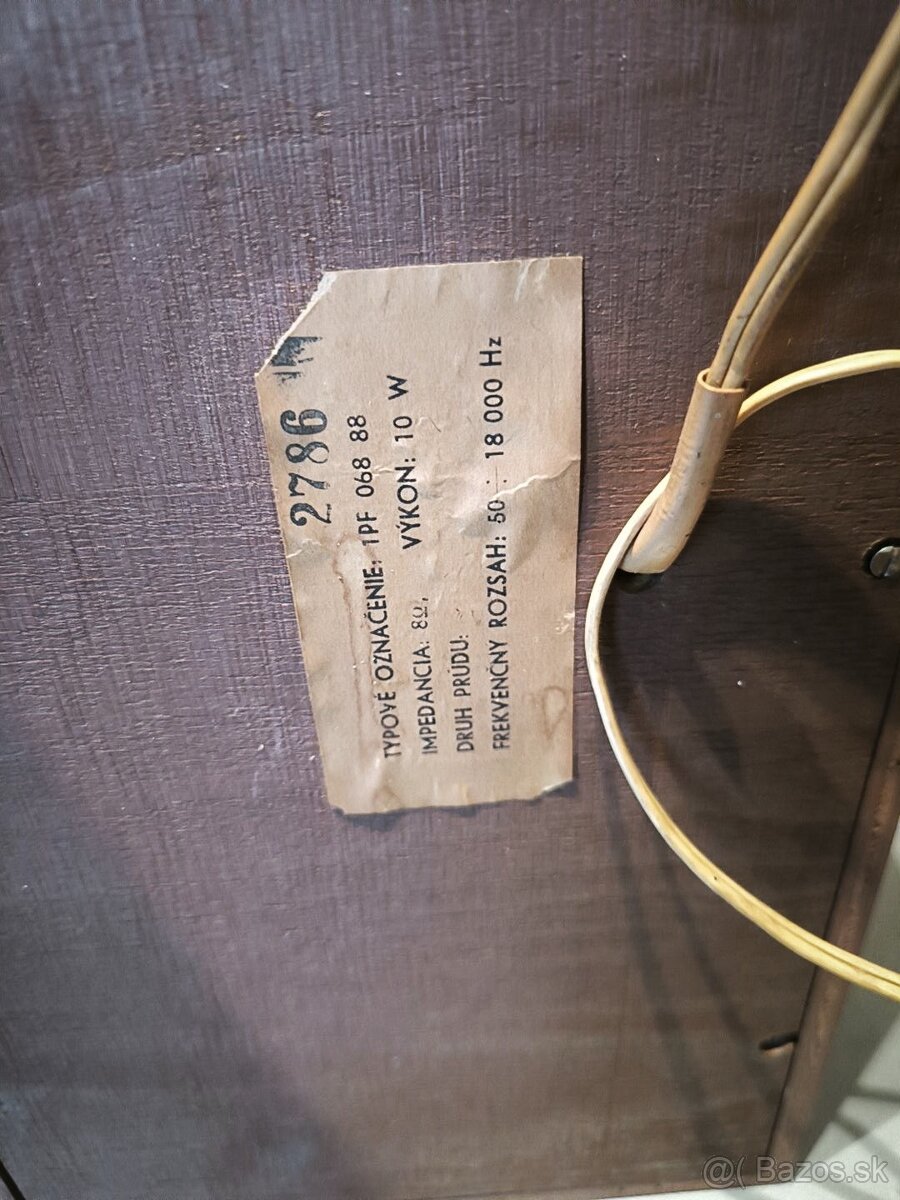 2786
TYPOVÉ OZNAČENIE: 1PF 068 88
IMPEDANCIA: 8Ω, VÝKON: 10 W
DRUH PRÚDU:
FREKVENČNÝ ROZSAH: 50 ÷ 18 000 Hz
@( Bazos.sk